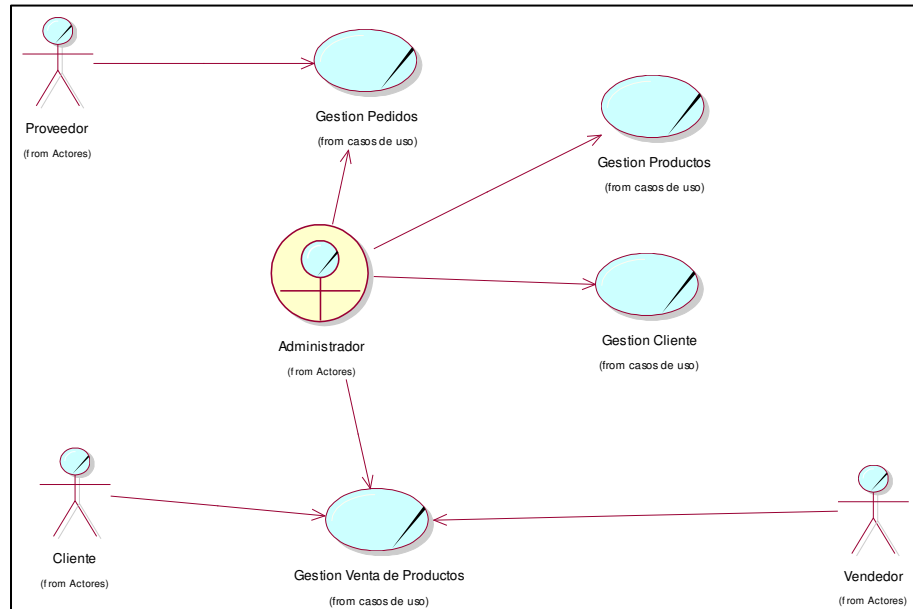 Proveedor
(from Actores)
Gestion Pedidos
(from casos de uso)
Gestion Productos
(from casos de uso)
Administrador
(from Actores)
Gestion Cliente
(from casos de uso)
Cliente
(from Actores)
Gestion Venta de Productos
(from casos de uso)
Vendedor
(from Actores)